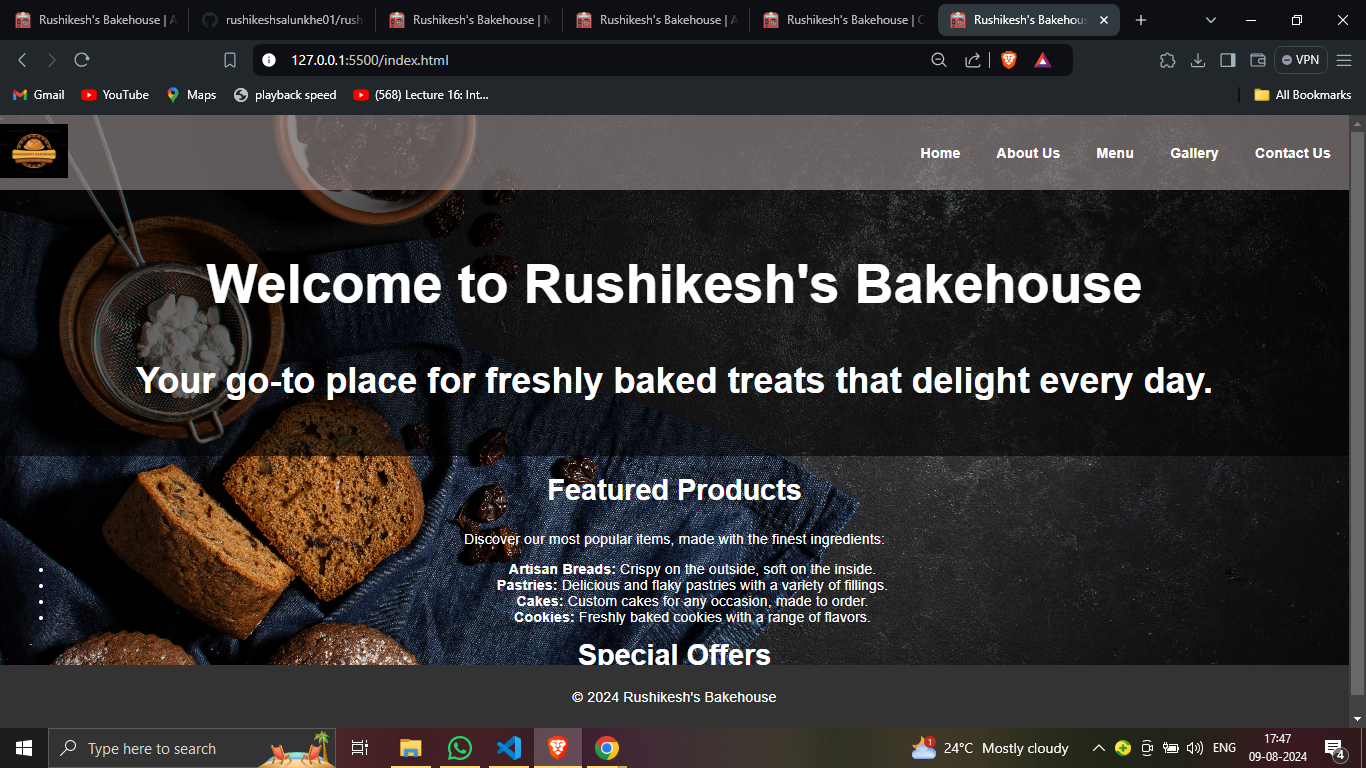 Rushikesh's Bakehouse | A
rushikeshsalunkhe01/rush
Rushikesh's Bakehouse | M
Rushikesh's Bakehouse | A
Rushikesh's Bakehouse | C
Rushikesh's Bakehous
127.0.0.1:5500/index.html
VPN
Gmail
YouTube
Maps
playback speed
(568) Lecture 16: Int...
All Bookmarks
Home
About Us
Menu
Gallery
Contact Us
Welcome to Rushikesh's Bakehouse
Your go-to place for freshly baked treats that delight every day.
Featured Products
Discover our most popular items, made with the finest ingredients:
Artisan Breads: Crispy on the outside, soft on the inside.
Pastries: Delicious and flaky pastries with a variety of fillings.
Cakes: Custom cakes for any occasion, made to order.
Cookies: Freshly baked cookies with a range of flavors.
Special Offers
© 2024 Rushikesh's Bakehouse
Type here to search
1
24°C Mostly cloudy
ENG
17:47
09-08-2024
4